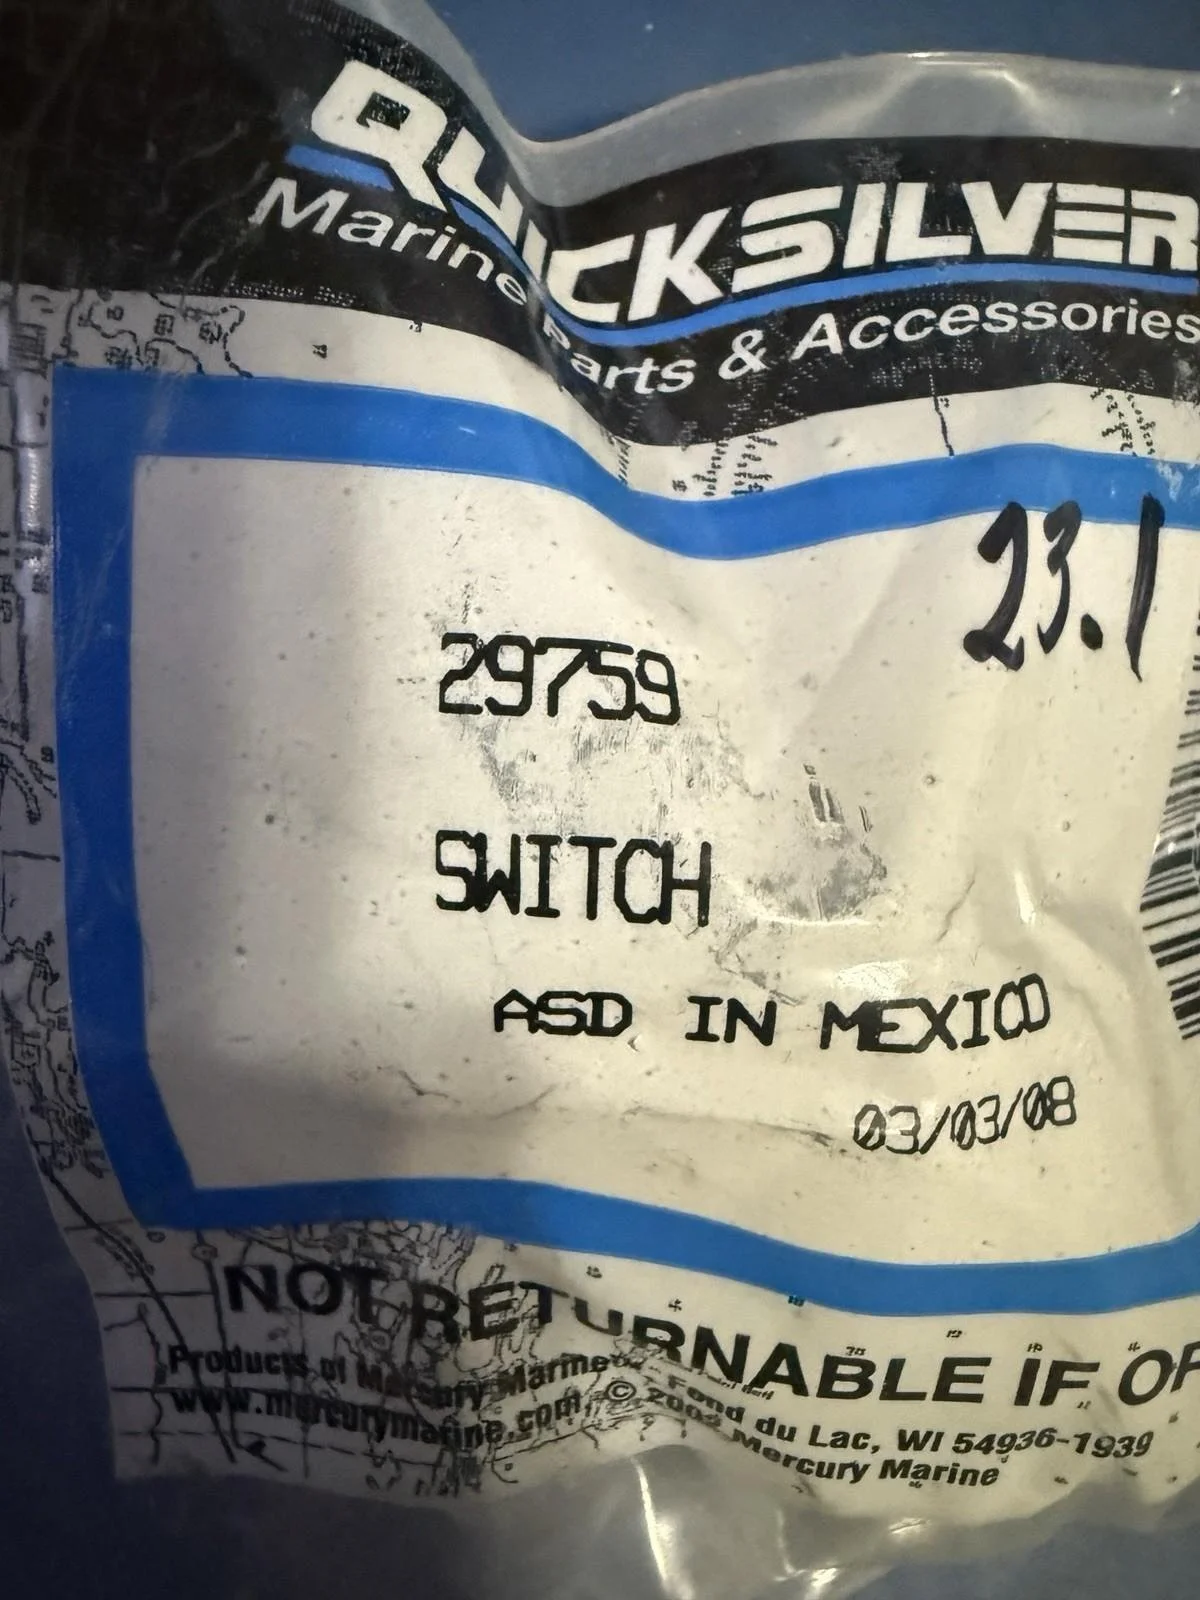 QUICKSILVER
Marine Parts & Accessories
23.1
29759
SWITCH
ASD IN MEXICO
03/03/08
NOT RETURNABLE IF OP
Products of Mercury Marine Fond du Lac, WI 54936-1939
www.mercurymarine.com © Mercury Marine